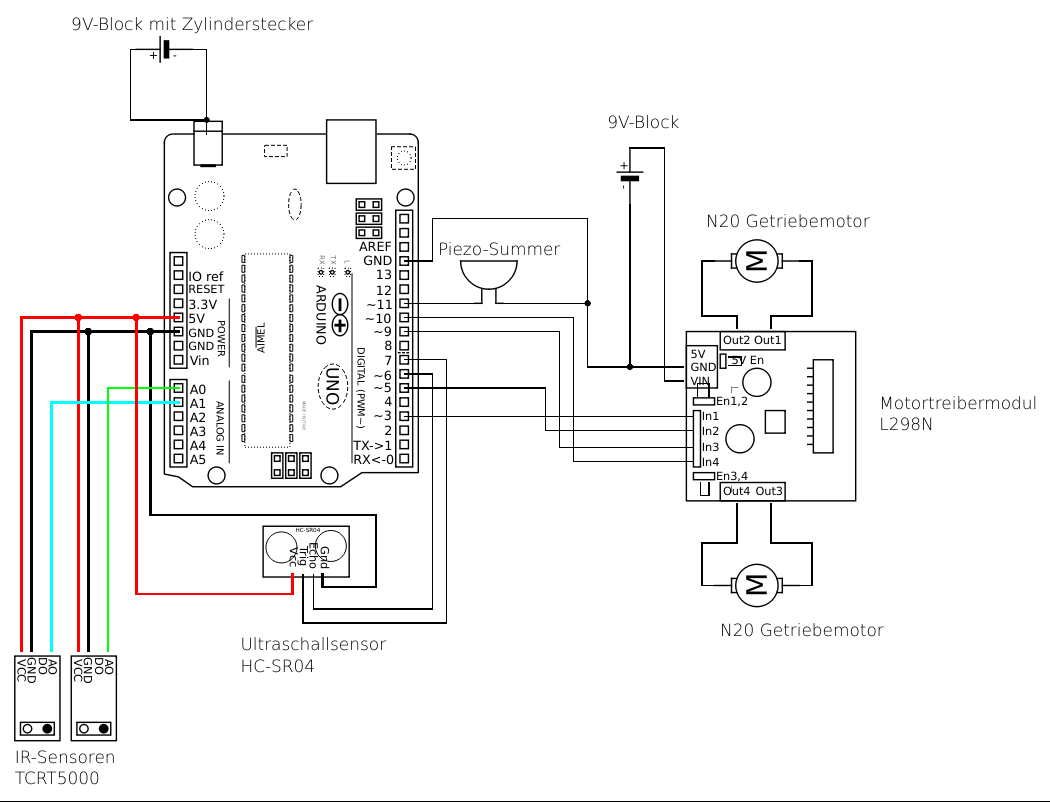 9V-Block mit Zylinderstecker
+ -
9V-Block
+
-
N20 Getriebemotor
M
Piezo-Summer
AREF
GND
13
12
~11
~10
~9
8
7
~6
~5
4
~3
2
TX->1
RX<-0
IO ref
RESET
3.3V
5V
GND
GND
Vin
A0
A1
A2
A3
A4
A5
POWER
ANALOG IN
AIMEL
RX
TX
L
ARDUINO
UNO
DIGITAL (PWM~)
Out2 Out1
5V
GND
VIN
5V En
En1,2
In1
In2
In3
In4
En3,4
Out4 Out3
Motortreibermodul
L298N
M
N20 Getriebemotor
HC-SR04
Vcc
Trig
Echo
Gnd
Ultraschallsensor
HC-SR04
VCC
GND
DO
AO
VCC
GND
DO
AO
IR-Sensoren
TCRT5000